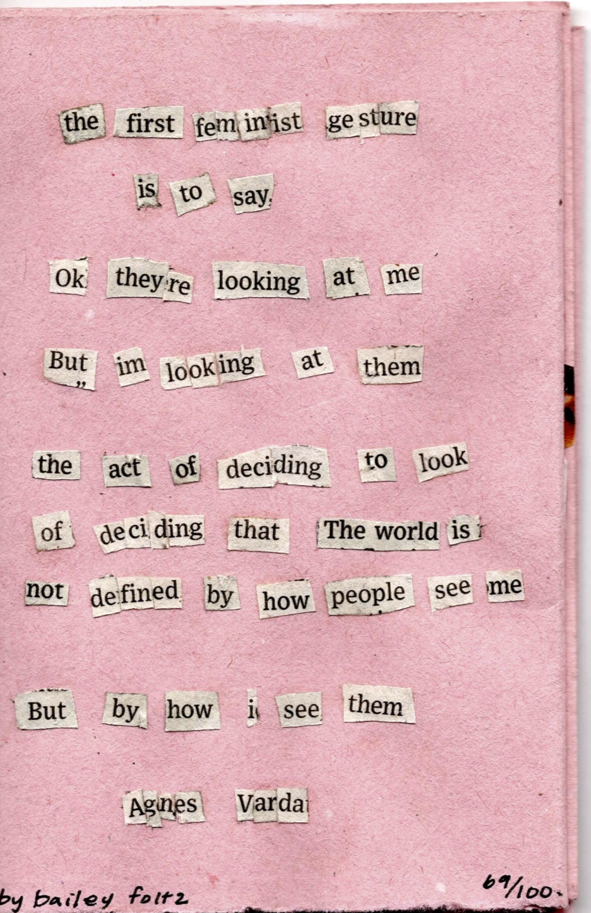 the first feminist gesture
is to say
Ok they're looking at me
But im looking at them
the act of deciding to look
of deciding that The world is
not defined by how people see me
But by how i see them
Agnes Varda
by bailey foltz
69/100.